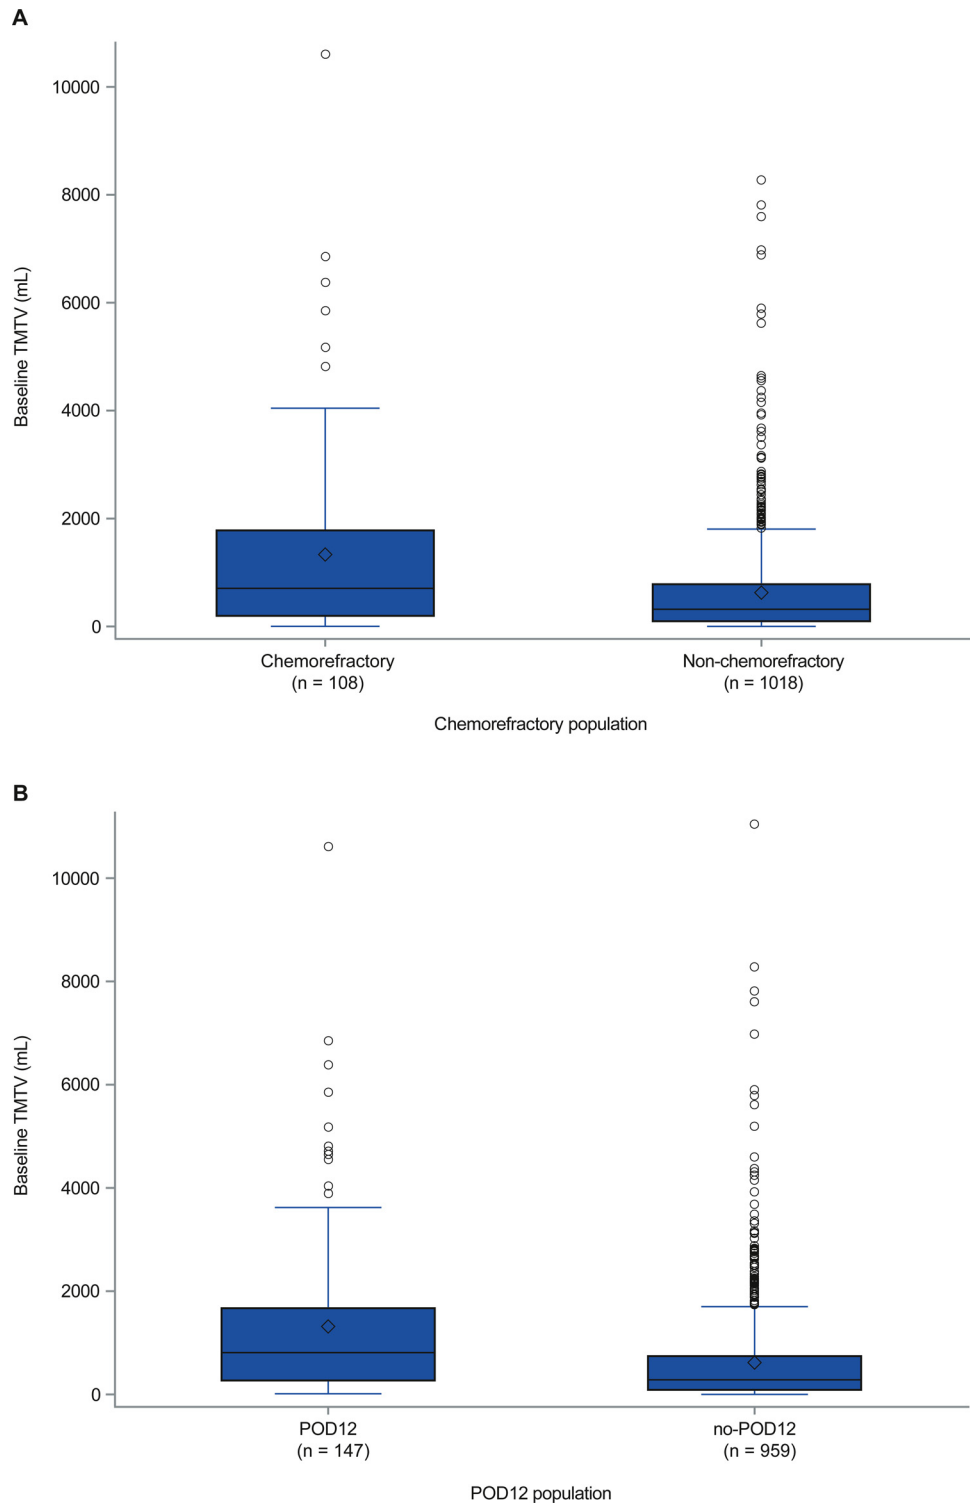 A
10000
8000
6000
4000
2000
0
Baseline TMTV (mL)
Chemorefractory
(n = 108)
Non-chemorefractory
(n = 1018)
Chemorefractory population
B
10000
8000
6000
4000
2000
0
Baseline TMTV (mL)
POD12
(n = 147)
no-POD12
(n = 959)
POD12 population